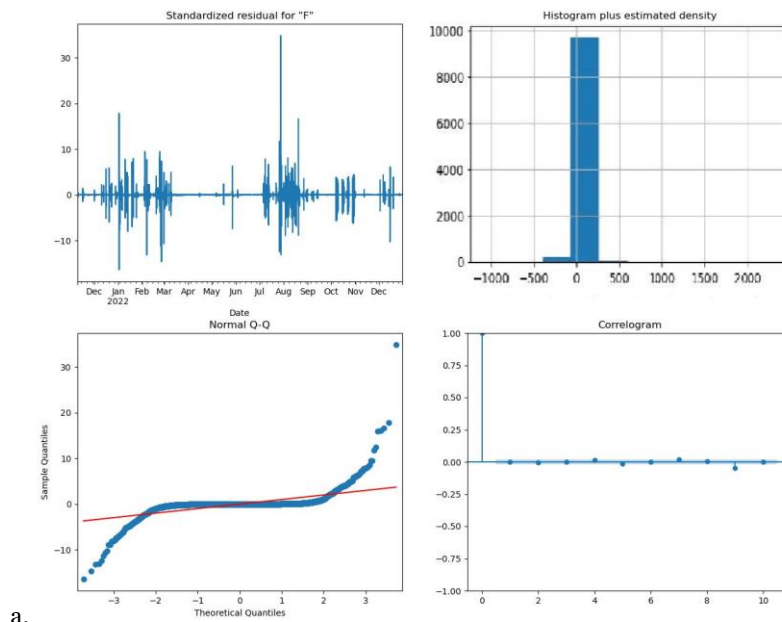 Standardized residual for "F"
30
20
10
0
−10
Dec Jan Feb Mar Apr May Jun Jul Aug Sep Oct Nov Dec
2022
Date
Histogram plus estimated density
10000
8000
6000
4000
2000
0
-1000 -500 0 500 1000 1500 2000
Normal Q-Q
30
20
10
0
−10
Sample Quantiles
−3 −2 −1 0 1 2 3
Theoretical Quantiles
Correlogram
1.00
0.75
0.50
0.25
0.00
−0.25
−0.50
−0.75
−1.00
0 2 4 6 8 10
a.